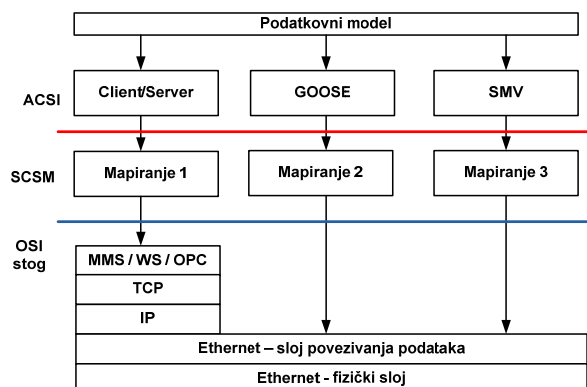 Podatkovni model
ACSI
Client/Server
GOOSE
SMV
SCSM
Mapiranje 1
Mapiranje 2
Mapiranje 3
OSI
stog
MMS / WS / OPC
TCP
IP
Ethernet – sloj povezivanja podataka
Ethernet - fizički sloj